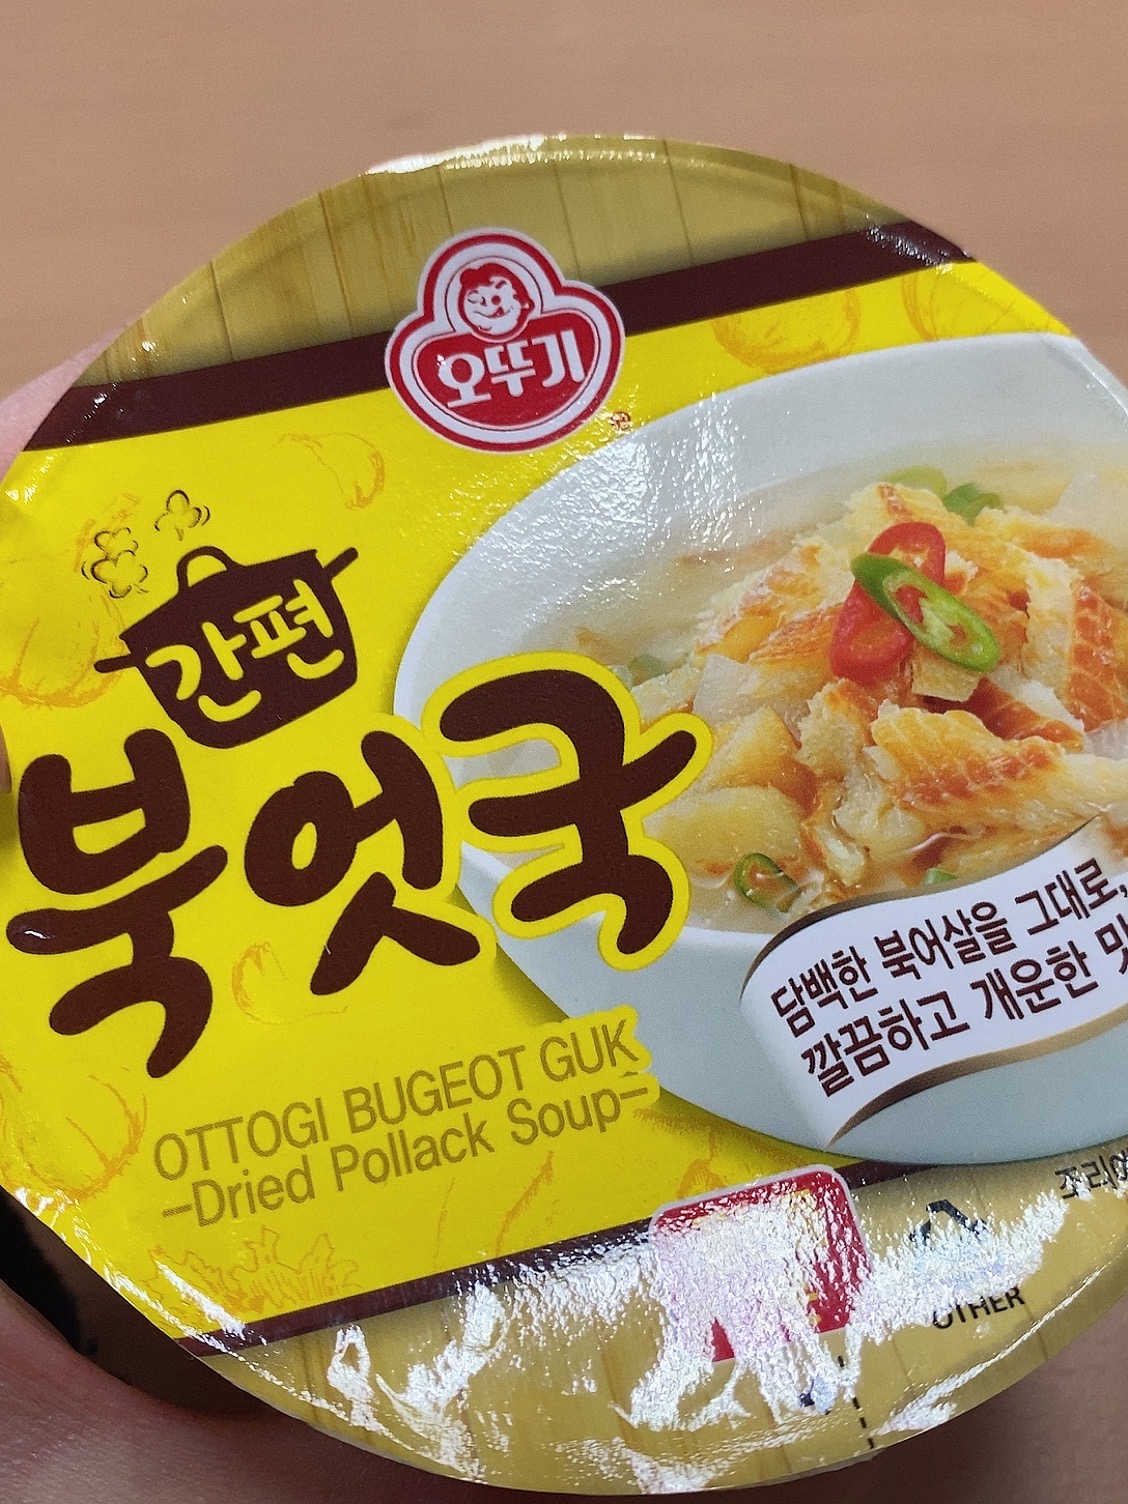 오뚜기
간편
북엇국
OTTOGI BUGEOT GUK
-Dried Pollack Soup-
담백한 북어살을 그대로,
깔끔하고 개운한 맛
OTHER